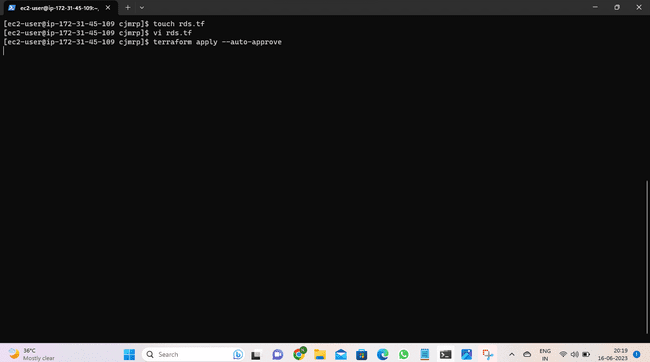 ec2-user@ip-172-31-45-109:~,
[ec2-user@ip-172-31-45-109 cjmrp]$ touch rds.tf
[ec2-user@ip-172-31-45-109 cjmrp]$ vi rds.tf
[ec2-user@ip-172-31-45-109 cjmrp]$ terraform apply --auto-approve
36°C
Mostly clear
Search
ENG
IN
20:19
16-06-2023